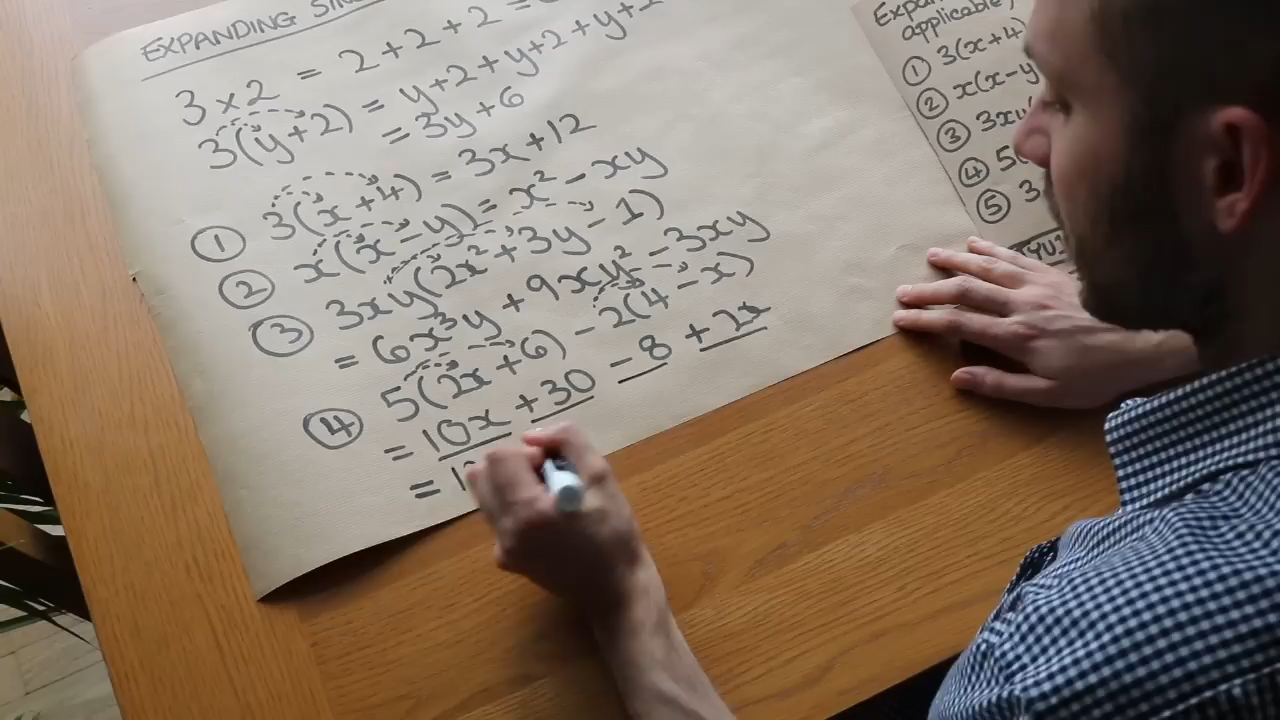 EXPANDING
3 × 2 = 2 + 2 + 2 =
3(y+2) = y+2 + y+2 + y+2
= 3y + 6
① 3(x + 4) = 3x + 12
② x(x - y) = x² - xy
③ 3xy(2x² + 3y - 1)
= 6x³y + 9xy² - 3xy
④ 5(2x + 6) - 2(4 - x)
= 10x + 30 - 8 + 2x
= 1
applicable,
① 3(x+4)
② x(x-y
③ 3xy
④ 5(
⑤ 3